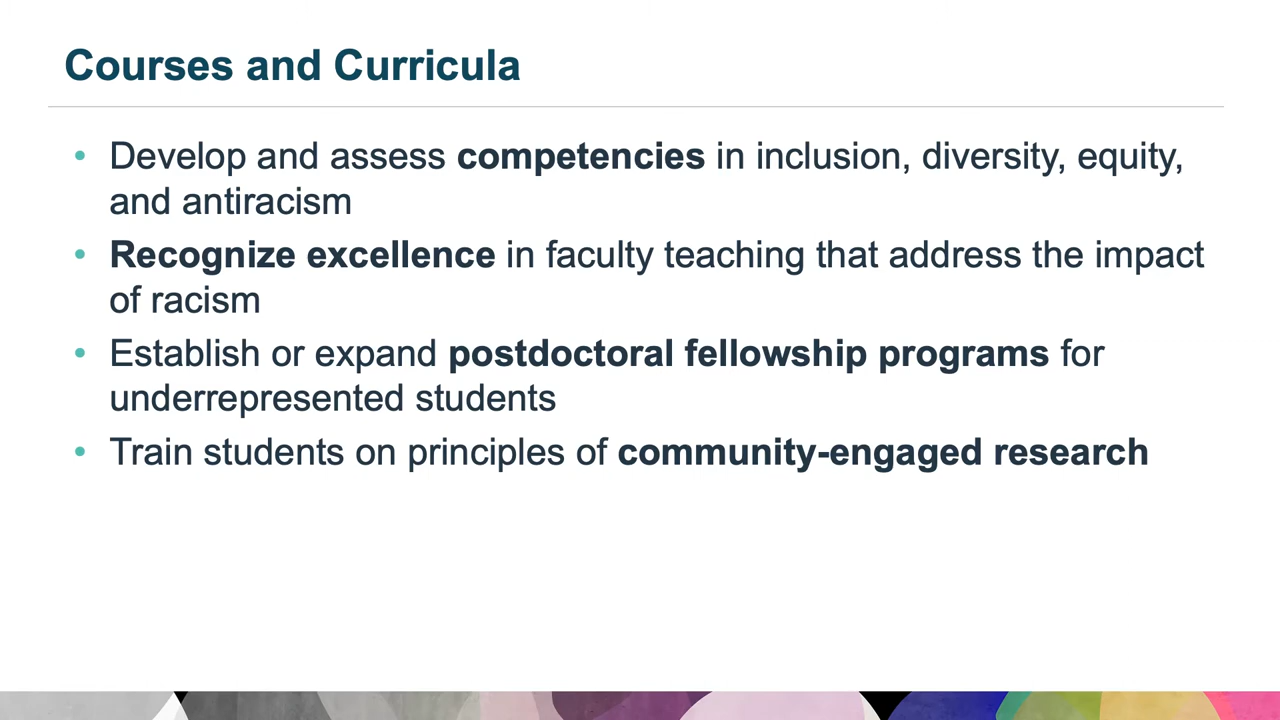 Courses and Curricula
• Develop and assess competencies in inclusion, diversity, equity,
and antiracism
• Recognize excellence in faculty teaching that address the impact
of racism
• Establish or expand postdoctoral fellowship programs for
underrepresented students
• Train students on principles of community-engaged research